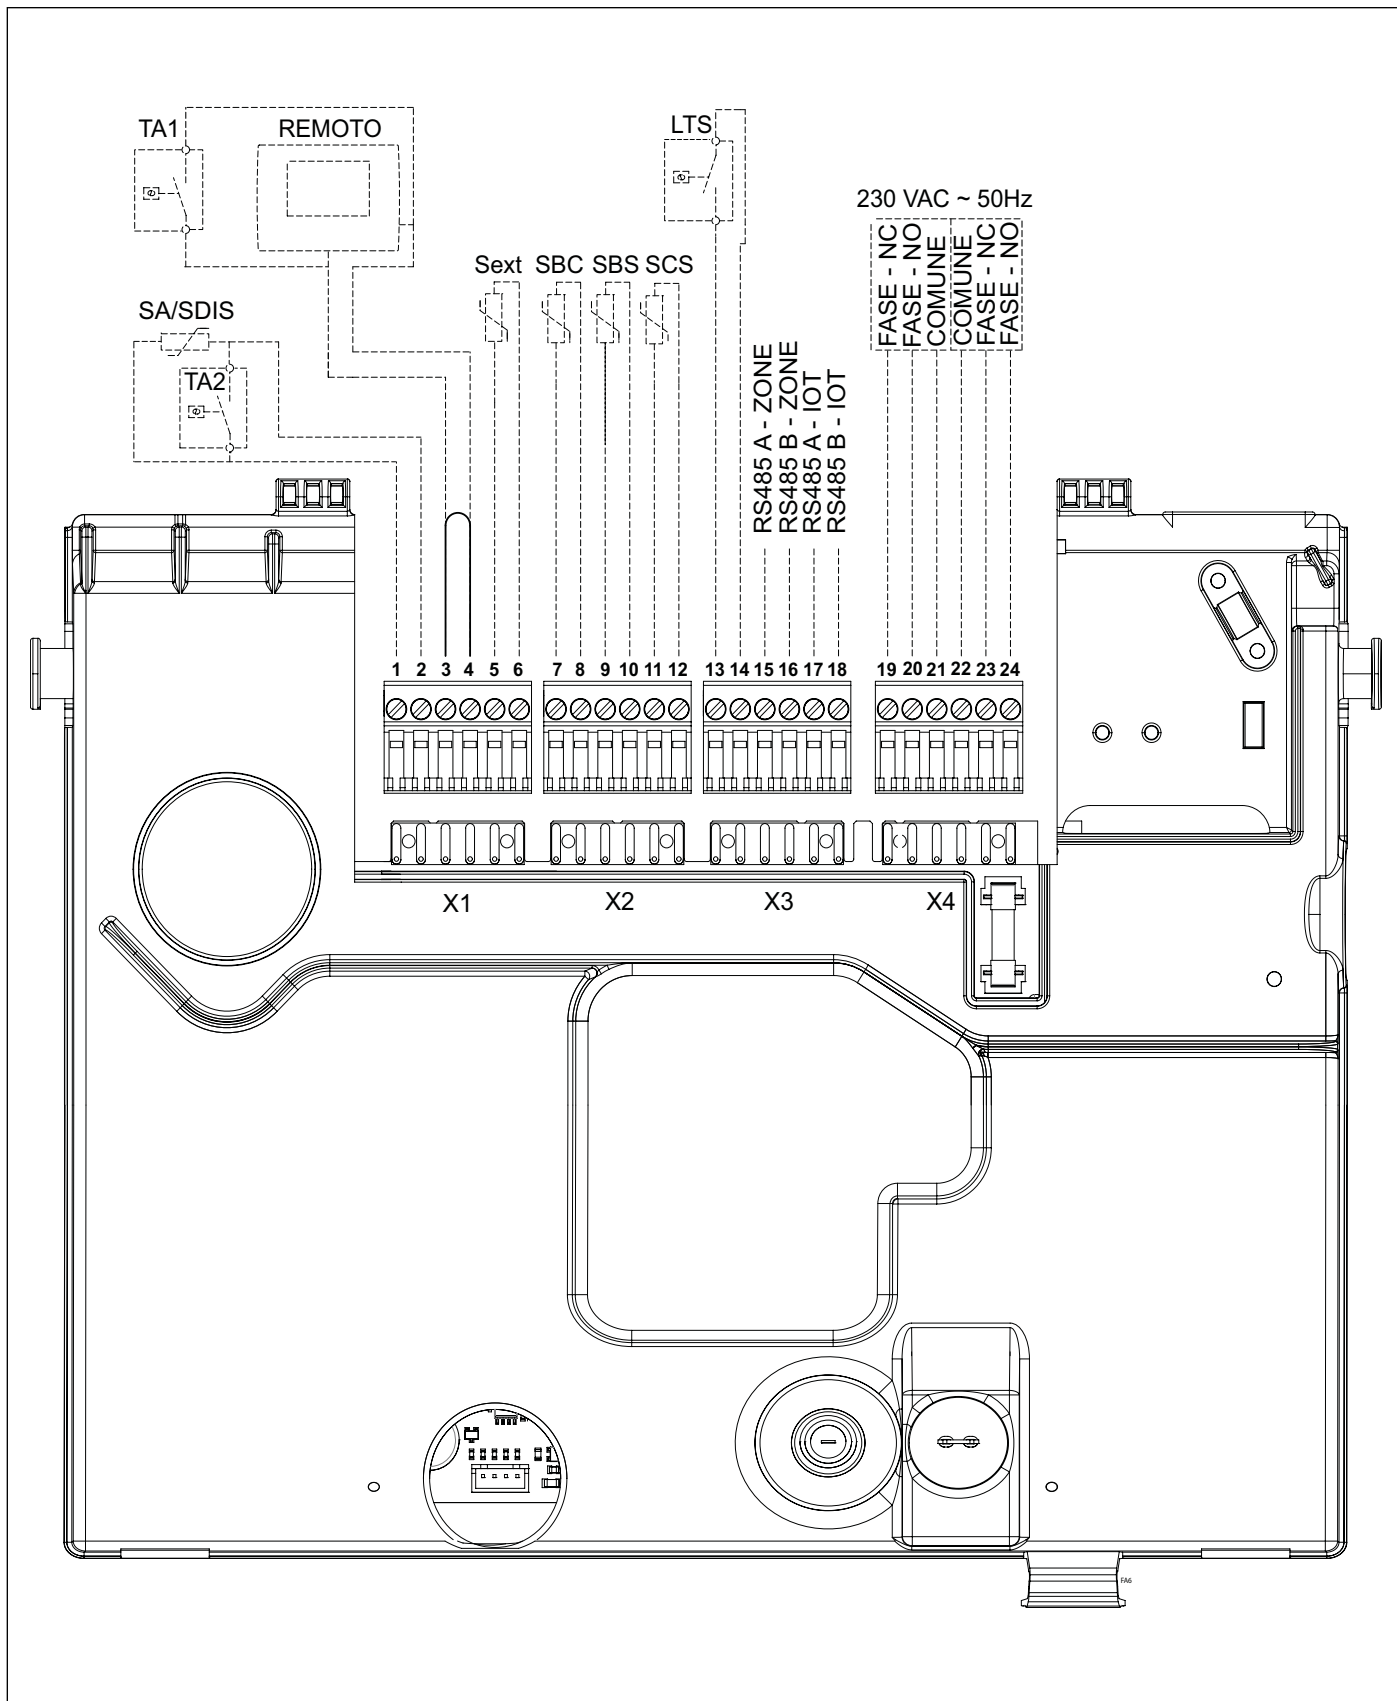 TA1
REMOTO
LTS
230 VAC ~ 50Hz
FASE - NC
FASE - NO
COMUNE
COMUNE
FASE - NC
FASE - NO
Sext
SBC
SBS
SCS
SA/SDIS
TA2
RS485 A - ZONE
RS485 B - ZONE
RS485 A - IOT
RS485 B - IOT
1 2 3 4 5 6
7 8 9 10 11 12
13 14 15 16 17 18
19 20 21 22 23 24
X1
X2
X3
X4
FA6